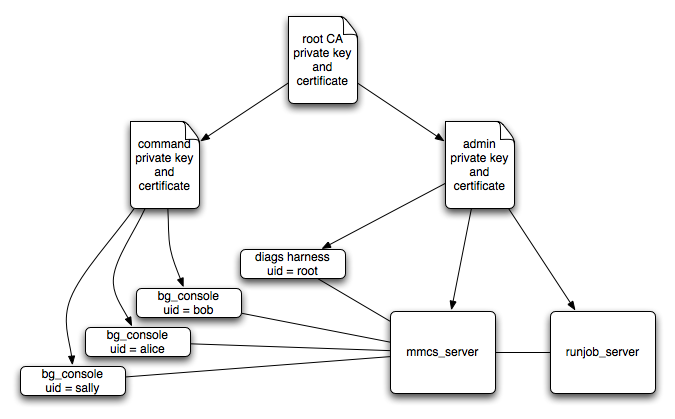 root CA
private key
and
certificate
command
private key
and
certificate
admin
private key
and
certificate
diags harness
uid = root
bg_console
uid = bob
bg_console
uid = alice
bg_console
uid = sally
mmcs_server
runjob_server